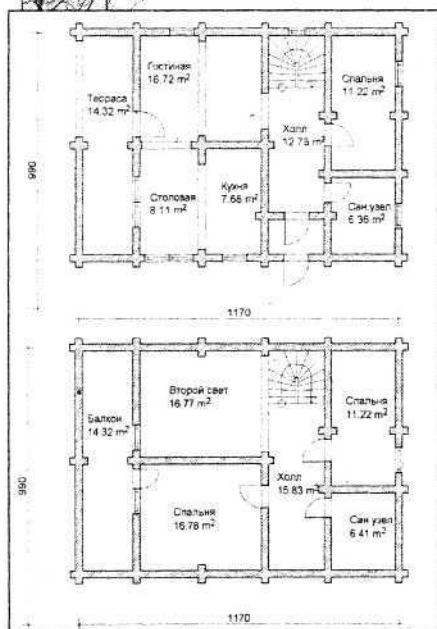 Гостиная
16.72 m²
Спальня
11.22 m²
Терраса
14.32 m²
Холл
12.75 m²
990
Столовая
8.11 m²
Кухня
7.68 m²
Сан узел
6.36 m²
1170
Второй свет
16.77 m²
Спальня
11.22 m²
Балкон
14.32 m²
990
Холл
15.83 m²
Спальня
16.78 m²
Сан узел
6.41 m²
1170